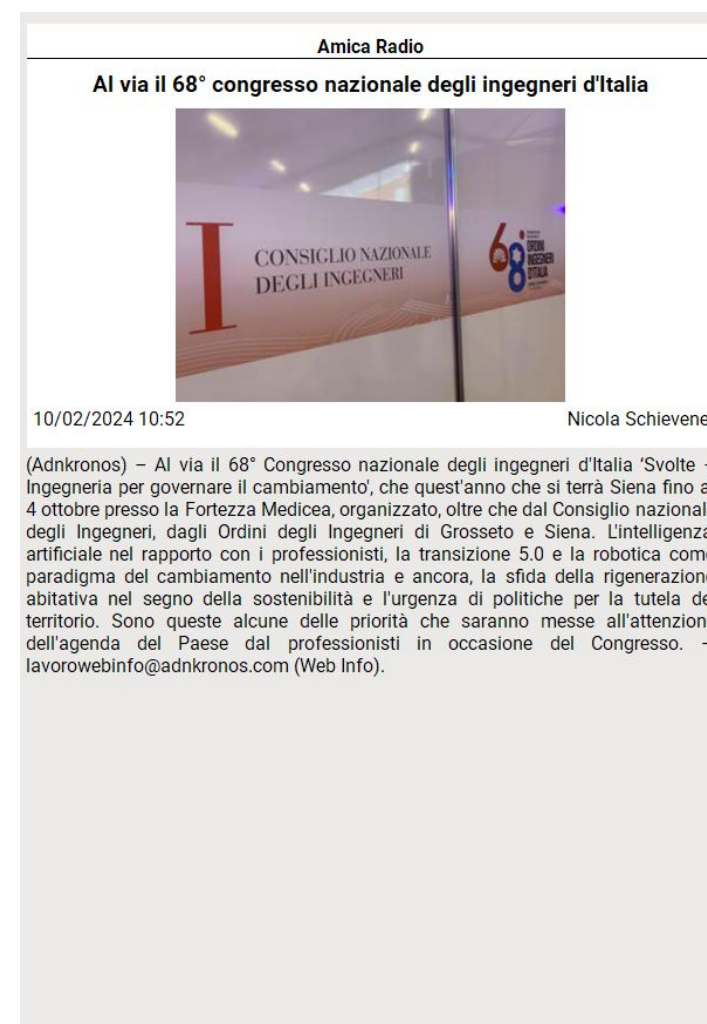 Amica Radio
Al via il 68° congresso nazionale degli ingegneri d'Italia
I CONSIGLIO NAZIONALE
DEGLI INGEGNERI
68°
ORDINI
INGEGNERI
D'ITALIA
10/02/2024 10:52 Nicola Schievene
(Adnkronos) – Al via il 68° Congresso nazionale degli ingegneri d'Italia ‘Svolte -
Ingegneria per governare il cambiamento', che quest'anno che si terrà Siena fino a
4 ottobre presso la Fortezza Medicea, organizzato, oltre che dal Consiglio nazional
degli Ingegneri, dagli Ordini degli Ingegneri di Grosseto e Siena. L'intelligenza
artificiale nel rapporto con i professionisti, la transizione 5.0 e la robotica come
paradigma del cambiamento nell'industria e ancora, la sfida della rigenerazione
abitativa nel segno della sostenibilità e l'urgenza di politiche per la tutela de
territorio. Sono queste alcune delle priorità che saranno messe all'attenzion
dell'agenda del Paese dal professionisti in occasione del Congresso. -
lavorowebinfo@adnkronos.com (Web Info).